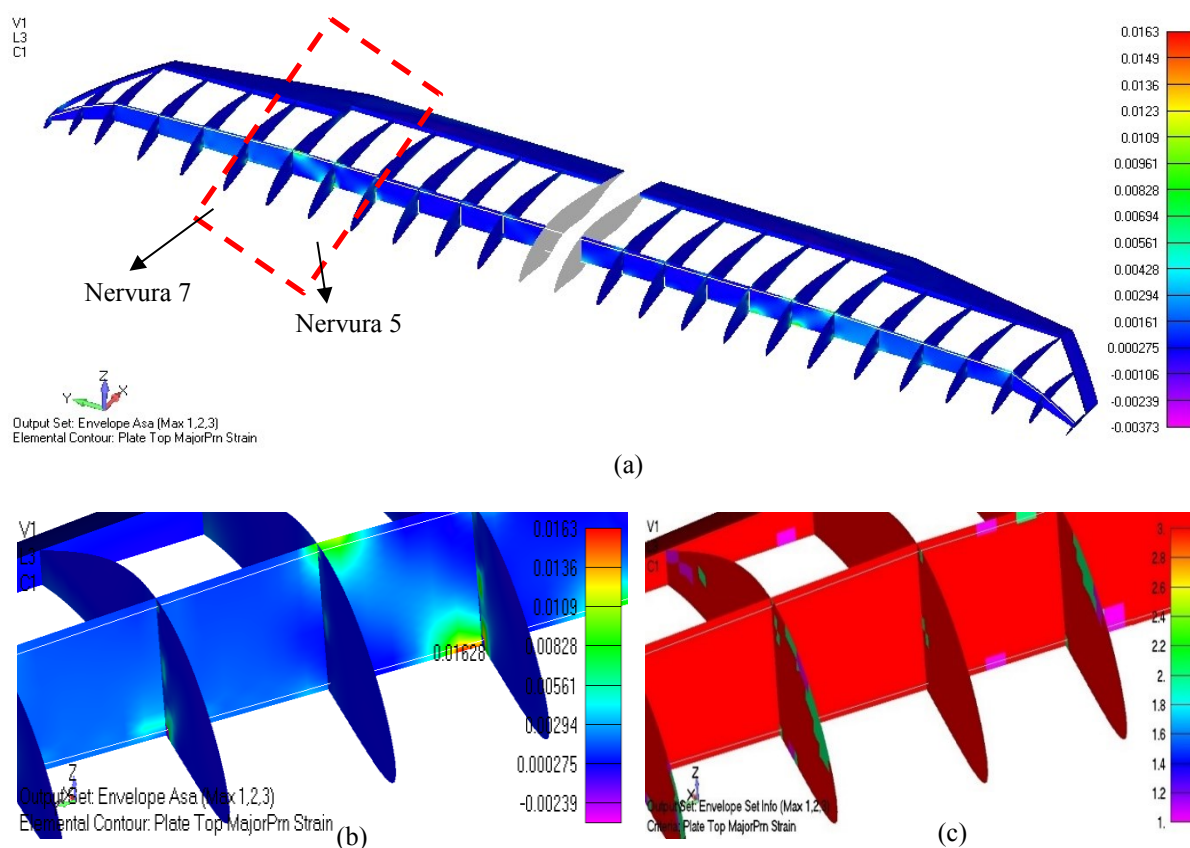 V1
L3
C1
0.0163
0.0149
0.0136
0.0123
0.0109
0.00961
0.00828
0.00694
0.00561
0.00428
0.00294
0.00161
0.000275
-0.00106
-0.00239
-0.00373
Nervura 7
Nervura 5
Z
Y
X
Output Set: Envelope Asa (Max 1,2,3)
Elemental Contour: Plate Top MajorPrn Strain
(a)
V1
L3
C1
0.0163
0.0136
0.0109
0.00828
0.00561
0.00294
0.000275
-0.00239
0.01628
Z
X
Output Set: Envelope Asa (Max 1,2,3)
Elemental Contour: Plate Top MajorPrn Strain
(b)
V1
L3
C1
3.
2.8
2.6
2.4
2.2
2.
1.8
1.6
1.4
1.2
1.
Z
Output Set: Envelope Set Info (Max 1,2,3)
Criteria: Plate Top MajorPrn Strain
(c)